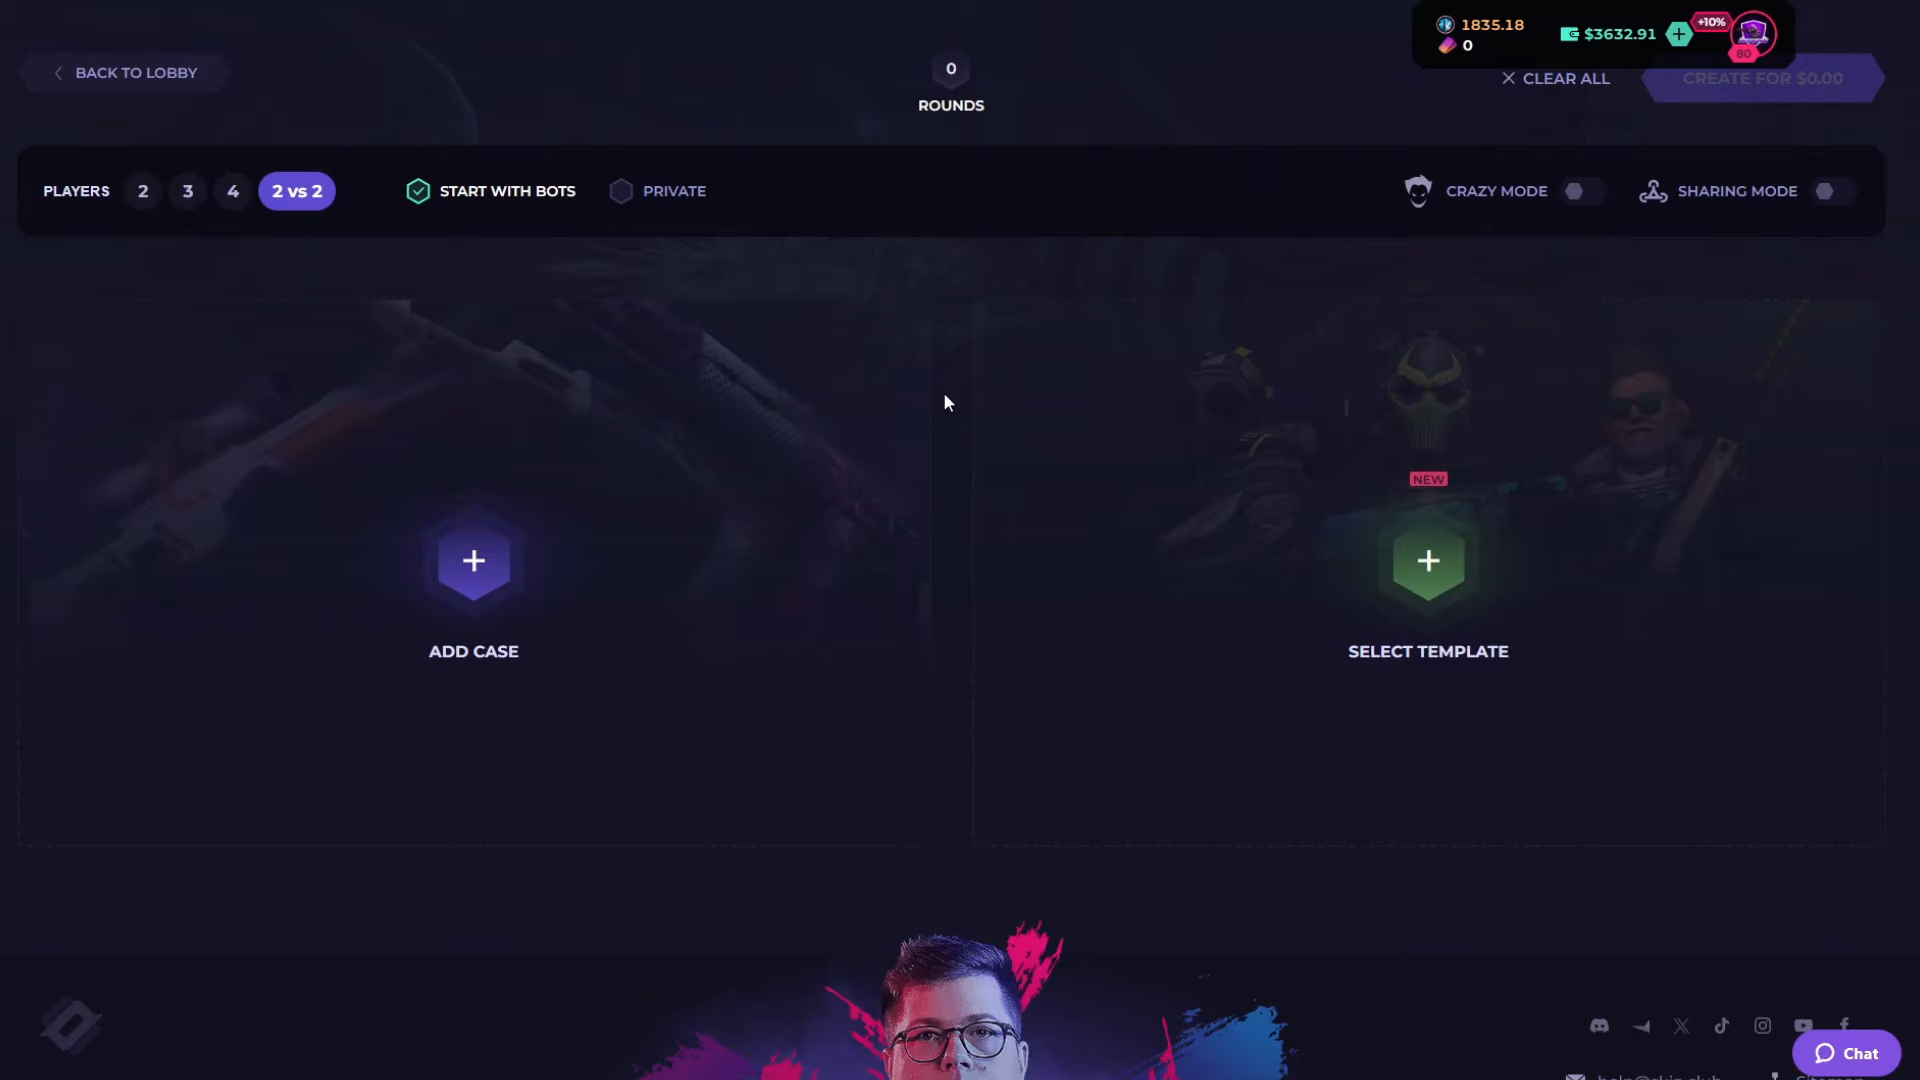 1835.18
0
$3632.91
+10%
80
BACK TO LOBBY
0
ROUNDS
CLEAR ALL
CREATE FOR $0.00
PLAYERS 2 3 4 2 vs 2
START WITH BOTS
PRIVATE
CRAZY MODE
SHARING MODE
NEW
ADD CASE
SELECT TEMPLATE
Chat